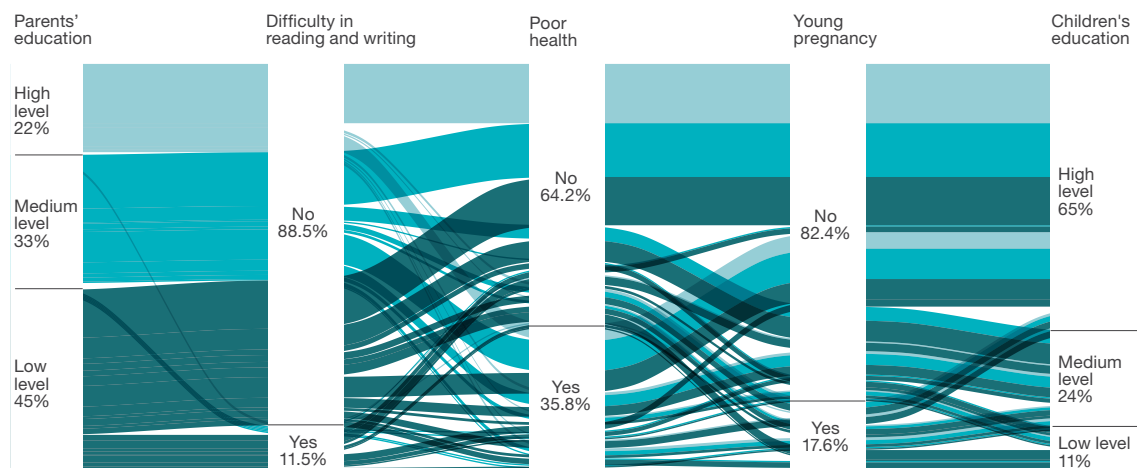 Parents’
education
Difficulty in
reading and writing
Poor
health
Young
pregnancy
Children's
education
High
level
22%
Medium
level
33%
Low
level
45%
No
88.5%
Yes
11.5%
No
64.2%
Yes
35.8%
No
82.4%
Yes
17.6%
High
level
65%
Medium
level
24%
Low level
11%